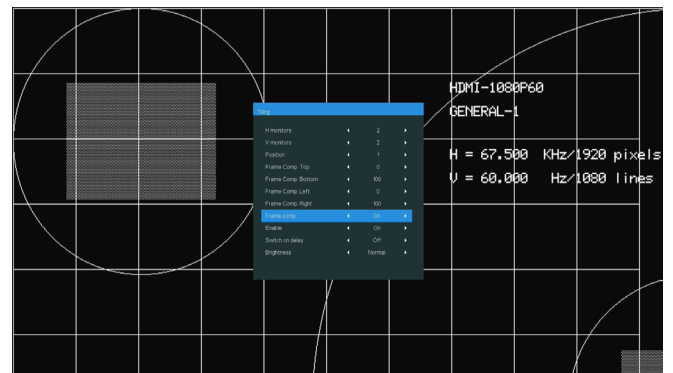 HDMI-1080P60
GENERAL-1
H = 67.500 KHz/1920 pixels
V = 60.000 Hz/1080 lines
Tiling
H monitors 2
V monitors 2
Position 1
Frame Comp. Top 0
Frame Comp. Bottom 100
Frame Comp. Left 0
Frame Comp. Right 100
Frame comp. On
Enable On
Switch on delay Off
Brightness Normal